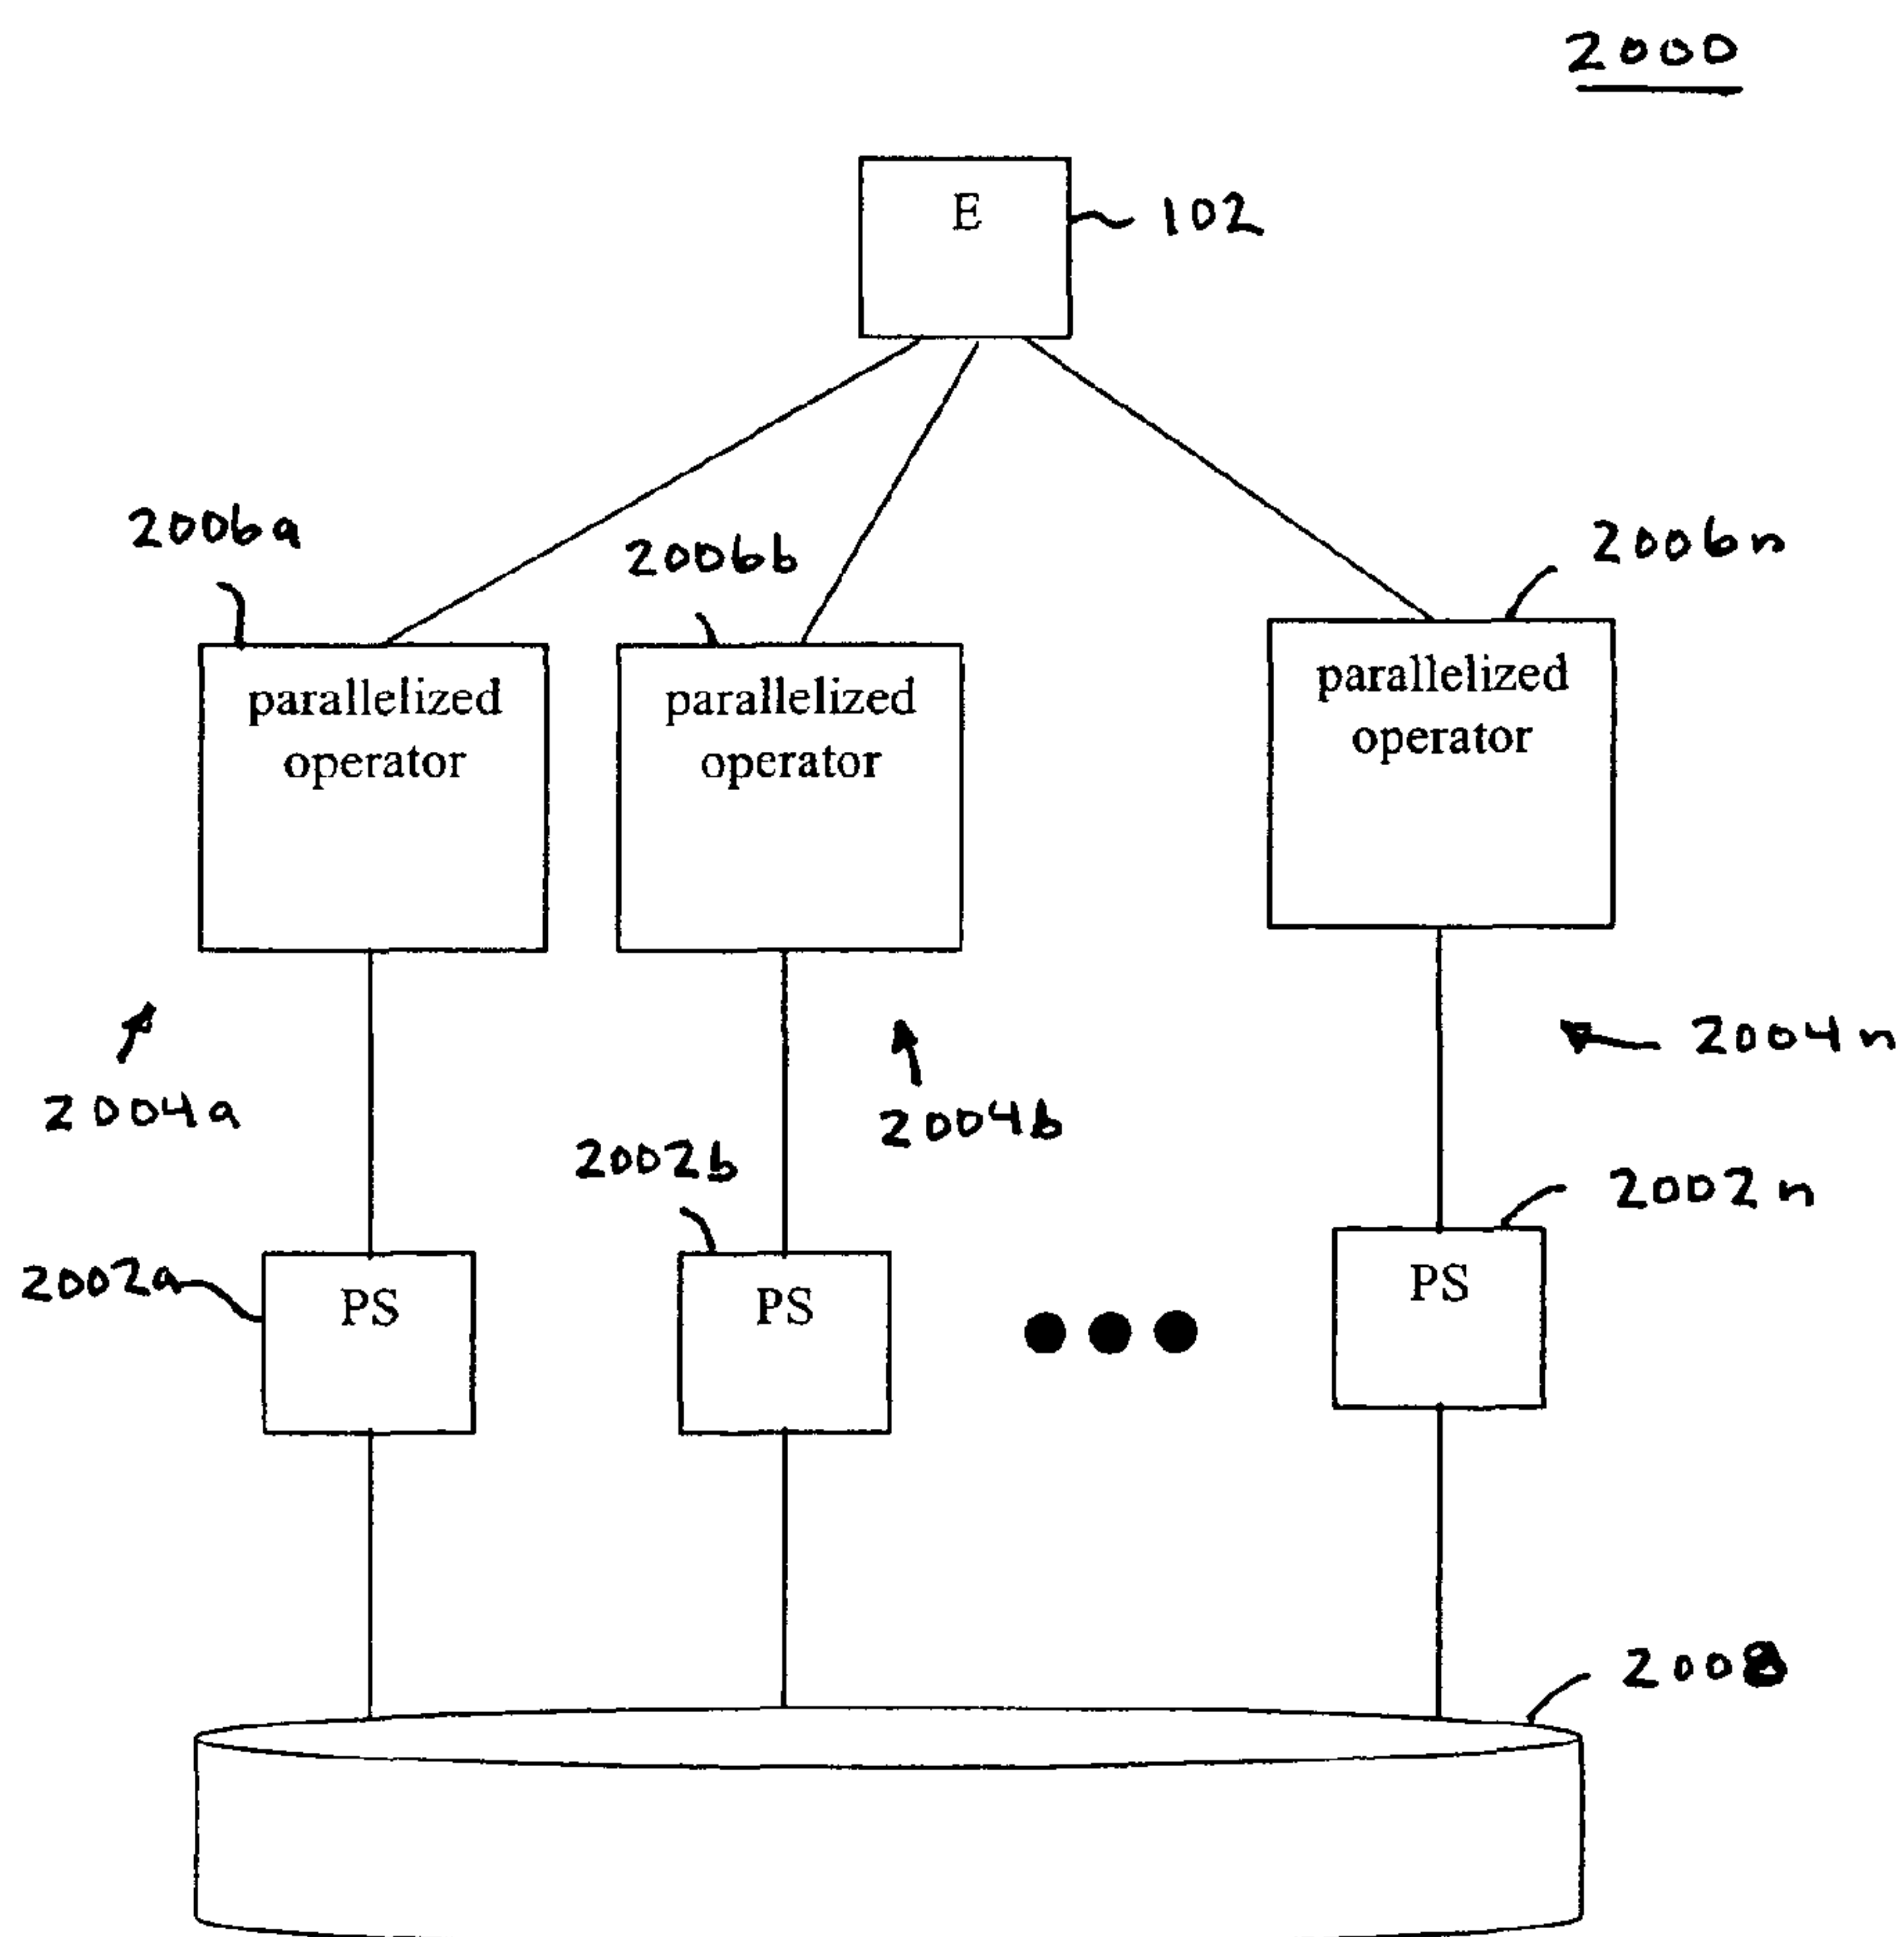 2000
E
102
2006a
2006b
2006n
parallelized
operator
parallelized
operator
parallelized
operator
2004a
2004b
2004n
2002a
2002b
2002n
PS
PS
PS
2008